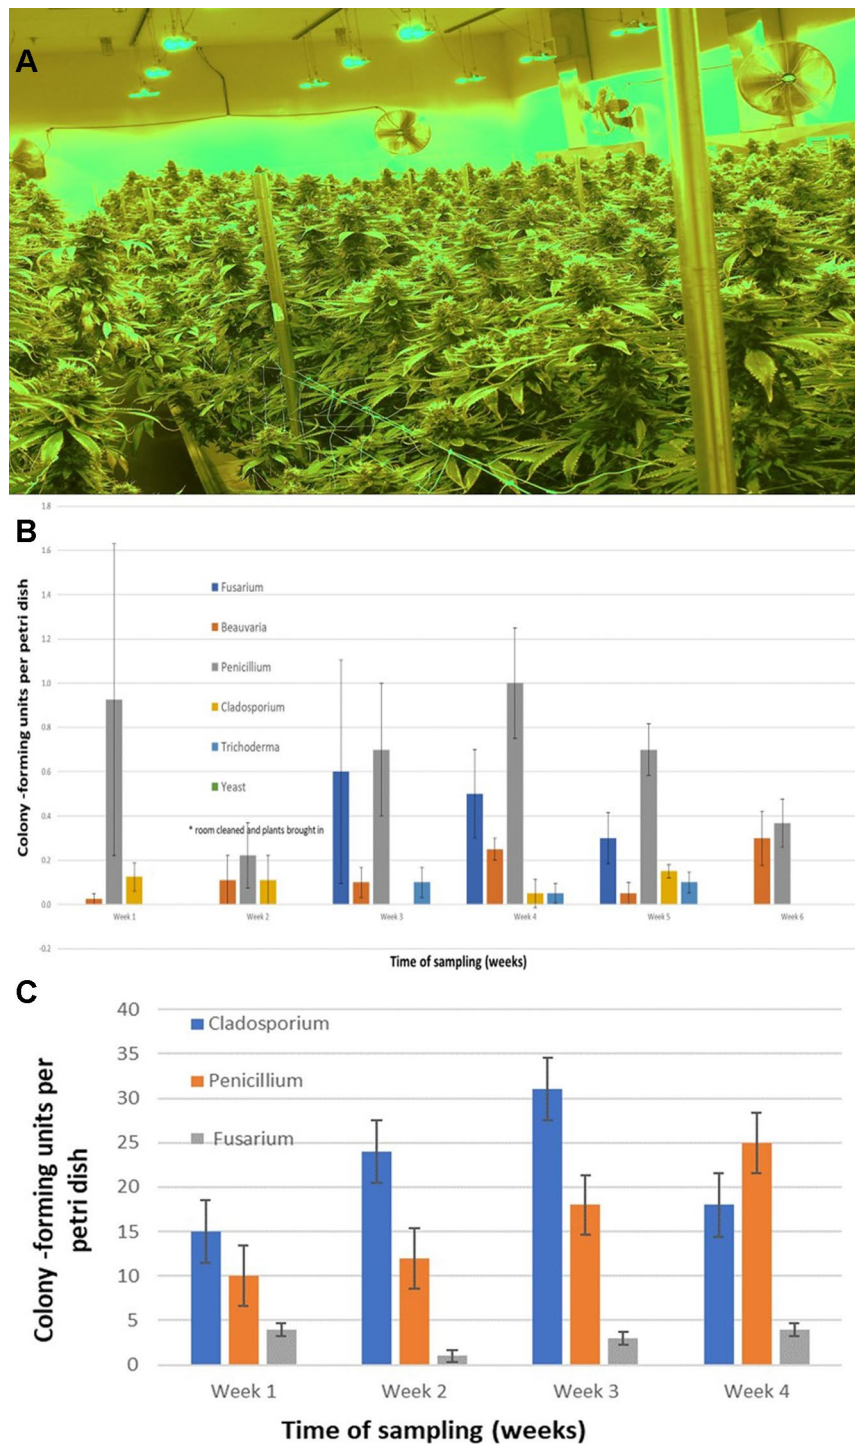 A
B
Colony -forming units per petri dish
1.8
1.6
1.4
1.2
1.0
0.8
0.6
0.4
0.2
0.0
-0.2
Fusarium
Beauvaria
Penicillium
Cladosporium
Trichoderma
Yeast
* room cleaned and plants brought in
Week 1
Week 2
Week 3
Week 4
Week 5
Week 6
Time of sampling (weeks)
C
Colony -forming units per
petri dish
40
35
30
25
20
15
10
5
0
Cladosporium
Penicillium
Fusarium
Week 1
Week 2
Week 3
Week 4
Time of sampling (weeks)